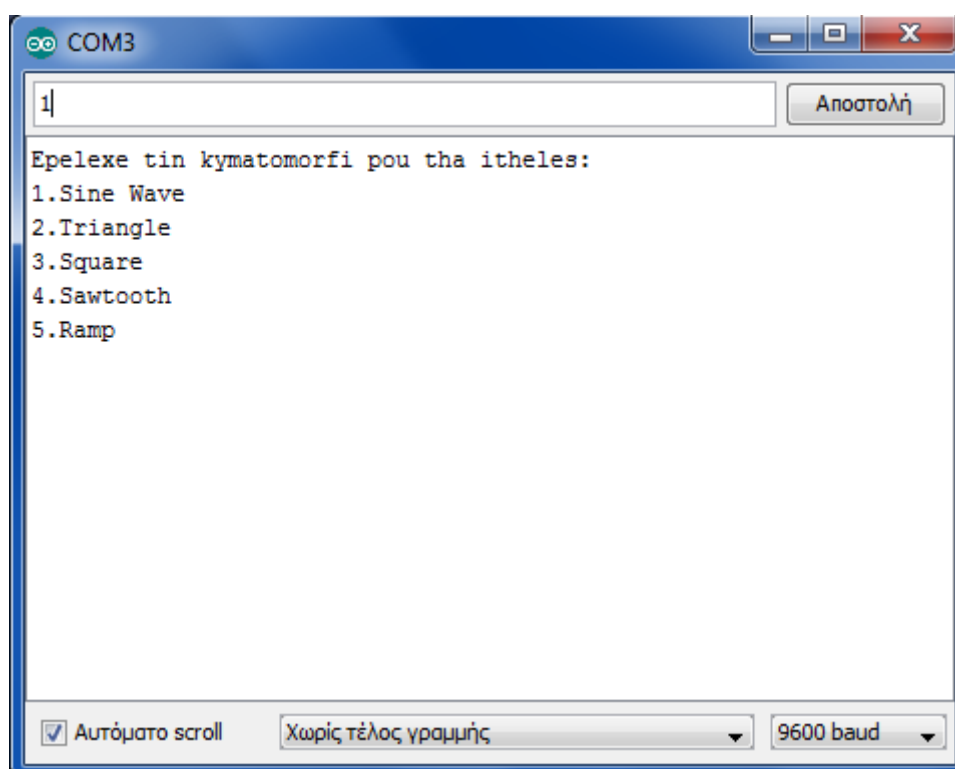 COM3
1
Αποστολή
Epelexe tin kymatomorfi pou tha itheles:
1.Sine Wave
2.Triangle
3.Square
4.Sawtooth
5.Ramp
Αυτόματο scroll
Χωρίς τέλος γραμμής
9600 baud